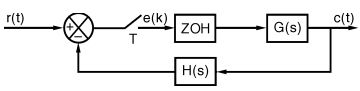 r(t) + − T e(k) ZOH G(s) c(t)
H(s)